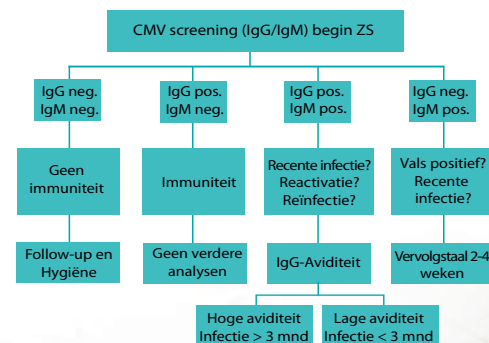 CMV screening (IgG/IgM) begin ZS
IgG neg.
IgM neg.
IgG pos.
IgM neg.
IgG pos.
IgM pos.
IgG neg.
IgM pos.
Geen
immuniteit
Immuniteit
Recente infectie?
Reactivatie?
Reïnfectie?
Vals positief?
Recente
infectie?
Follow-up en
Hygiëne
Geen verdere
analysen
IgG-Aviditeit
Vervolgstaal 2-4
weken
Hoge aviditeit
Infectie > 3 mnd
Lage aviditeit
Infectie < 3 mnd